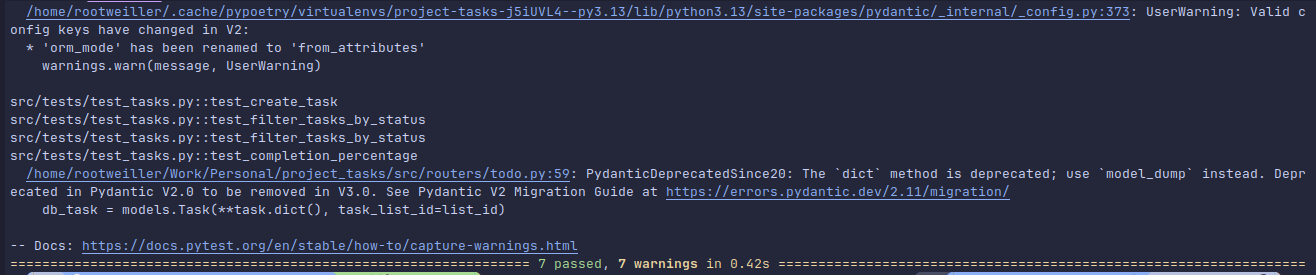 /home/rootweiller/.cache/pypoetry/virtualenvs/project-tasks-j5iUVL4--py3.13/lib/python3.13/site-packages/pydantic/_internal/_config.py:373: UserWarning: Valid c
onfig keys have changed in V2:
* 'orm_mode' has been renamed to 'from_attributes'
warnings.warn(message, UserWarning)
src/tests/test_tasks.py::test_create_task
src/tests/test_tasks.py::test_filter_tasks_by_status
src/tests/test_tasks.py::test_filter_tasks_by_status
src/tests/test_tasks.py::test_completion_percentage
/home/rootweiller/Work/Personal/project_tasks/src/routers/todo.py:59: PydanticDeprecatedSince20: The `dict` method is deprecated; use `model_dump` instead. Depr
ecated in Pydantic V2.0 to be removed in V3.0. See Pydantic V2 Migration Guide at https://errors.pydantic.dev/2.11/migration/
db_task = models.Task(**task.dict(), task_list_id=list_id)
-- Docs: https://docs.pytest.org/en/stable/how-to/capture-warnings.html
================================================================= 7 passed, 7 warnings in 0.42s ==================================================================